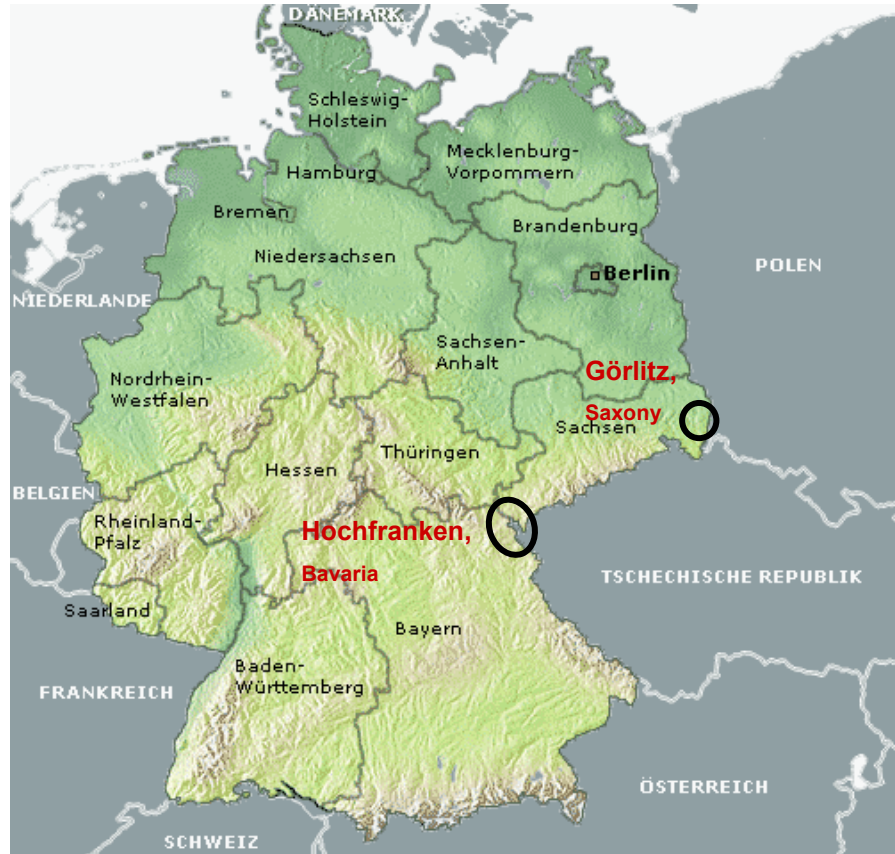 DÄNEMARK
Schleswig-
Holstein
Mecklenburg-
Vorpommern
Hamburg
Bremen
Brandenburg
Niedersachsen
Berlin
POLEN
NIEDERLANDE
Sachsen-
Anhalt
Görlitz,
Saxony
Nordrhein-
Westfalen
Sachsen
Thüringen
Hessen
BELGIEN
Rheinland-
Pfalz
Hochfranken,
Bavaria
TSCHECHISCHE REPUBLIK
Saarland
Bayern
Baden-
Württemberg
FRANKREICH
ÖSTERREICH
SCHWEIZ